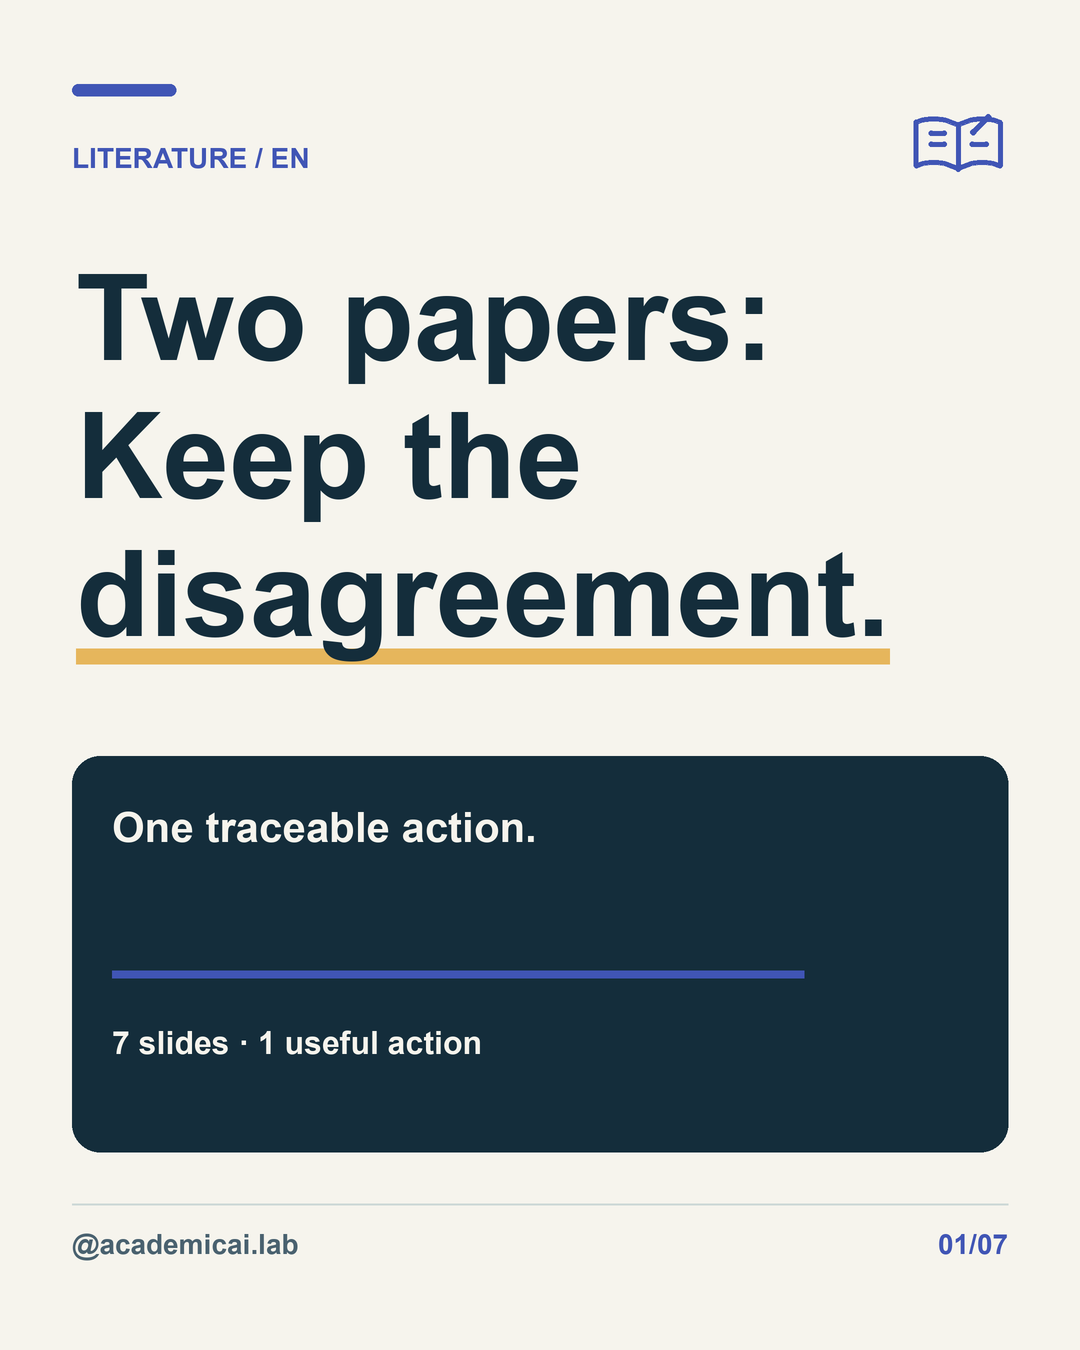 LITERATURE / EN
Two papers:
Keep the
disagreement.
One traceable action.
7 slides · 1 useful action
@academicai.lab
01/07